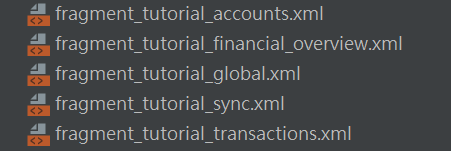 fragment_tutorial_accounts.xml
fragment_tutorial_financial_overview.xml
fragment_tutorial_global.xml
fragment_tutorial_sync.xml
fragment_tutorial_transactions.xml